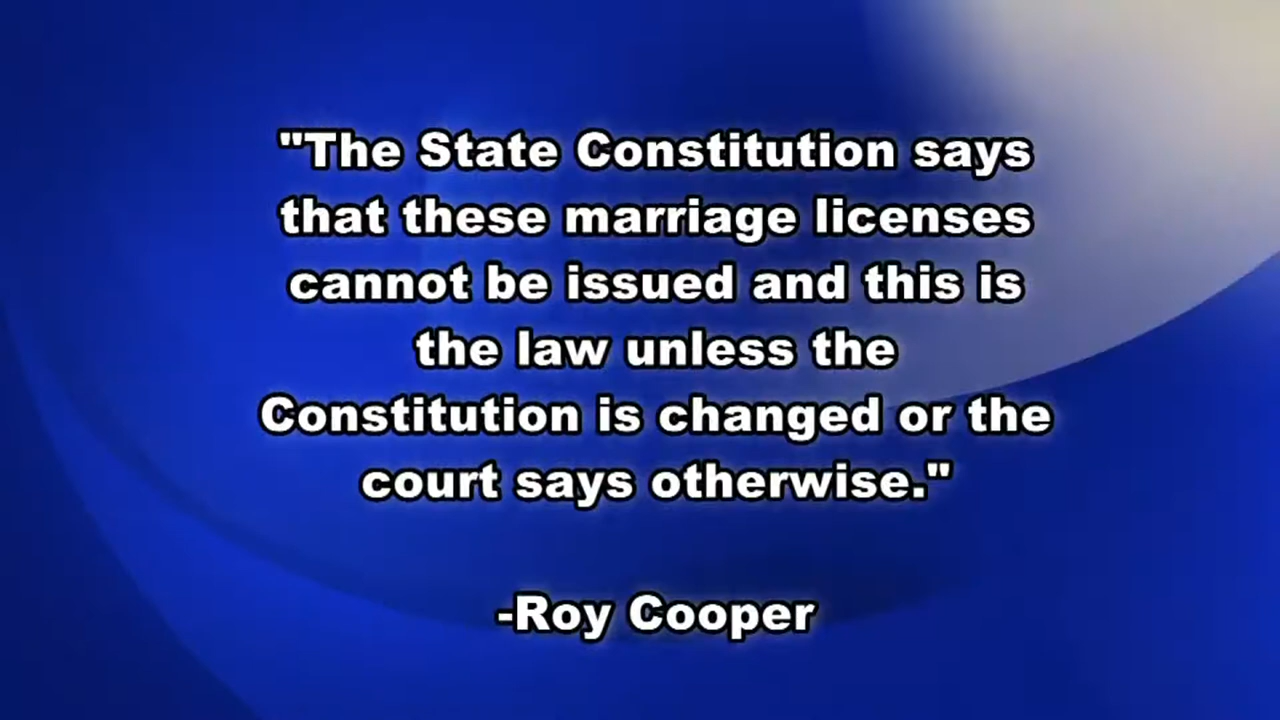 "The State Constitution says
that these marriage licenses
cannot be issued and this is
the law unless the
Constitution is changed or the
court says otherwise."
-Roy Cooper